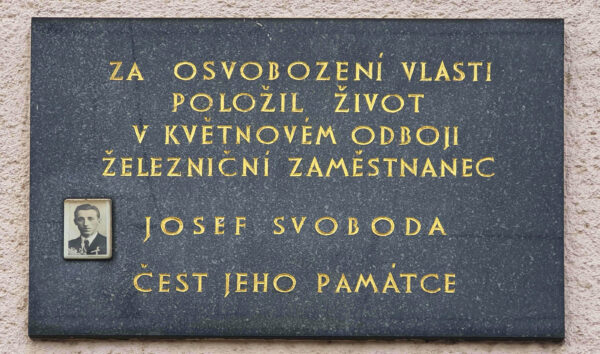 ZA OSVOBOZENÍ VLASTI
POLOŽIL ŽIVOT
V KVĚTNOVÉM ODBOJI
ŽELEZNIČNÍ ZAMĚSTNANEC
JOSEF SVOBODA
ČEST JEHO PAMÁTCE